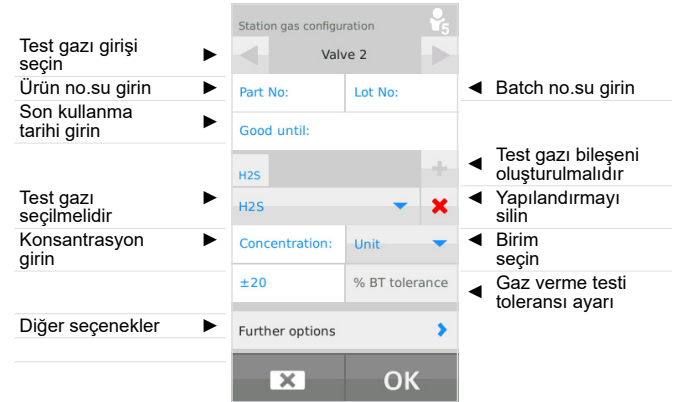 Station gas configuration
5
Test gazı girişi
seçin
Valve 2
Ürün no.su girin
Part No:
Lot No:
Batch no.su girin
Son kullanma
tarihi girin
Good until:
H2S
Test gazı bileşeni
oluşturulmalıdır
Test gazı
seçilmelidir
H2S
Yapılandırmayı
silin
Konsantrasyon
girin
Concentration:
Unit
Birim
seçin
±20
% BT tolerance
Gaz verme testi
toleransı ayarı
Diğer seçenekler
Further options
OK